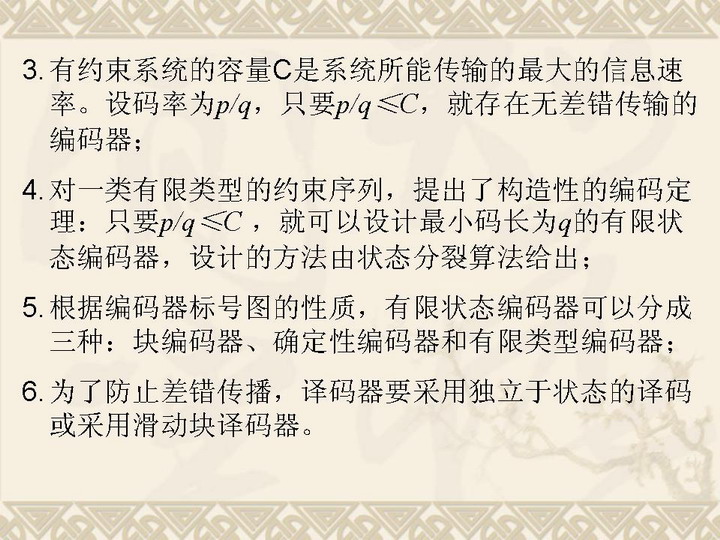 3. 有约束系统的容量C是系统所能传输的最大的信息速
率。设码率为p/q，只要p/q≤C，就存在无差错传输的
编码器；
4. 对一类有限类型的约束序列，提出了构造性的编码定
理：只要p/q≤C ，就可以设计最小码长为q的有限状
态编码器，设计的方法由状态分裂算法给出；
5. 根据编码器标号图的性质，有限状态编码器可以分成
三种：块编码器、确定性编码器和有限类型编码器；
6. 为了防止差错传播，译码器要采用独立于状态的译码
或采用滑动块译码器。